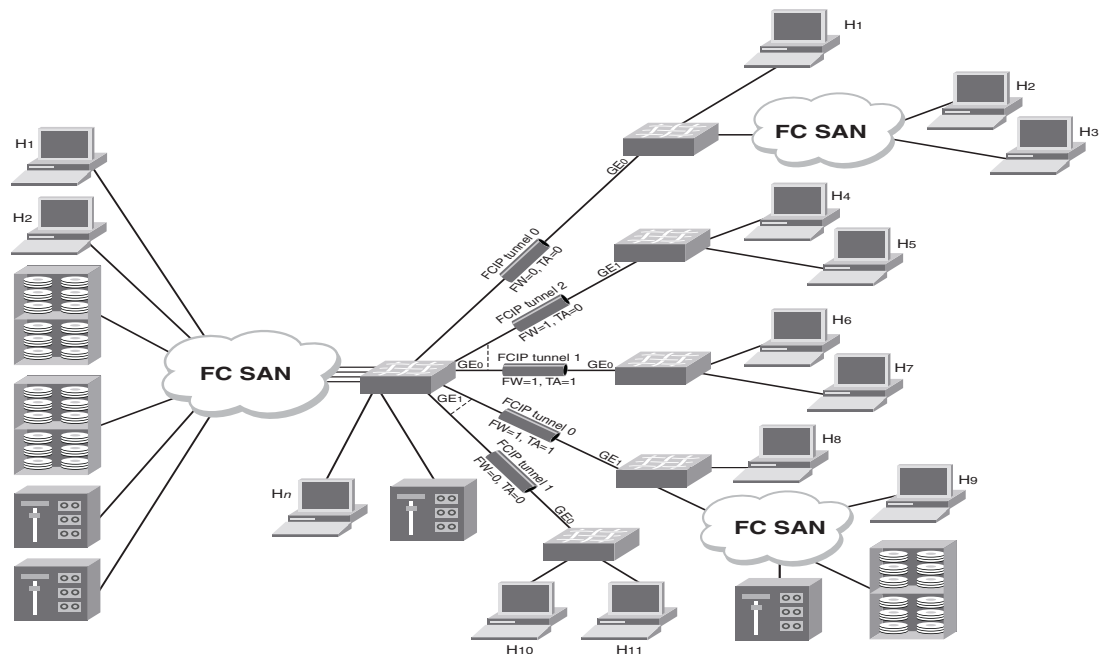 H1
H2
H3
FC SAN
GE0
FCIP tunnel 0
FW=0, TA=0
H1
H2
H4
H5
GE1
FCIP tunnel 2
FW=1, TA=0
H6
H7
FC SAN
GE0
FCIP tunnel 1
FW=1, TA=1
GE0
GE1
FCIP tunnel 0
FW=1, TA=1
GE1
H8
H9
FC SAN
FCIP tunnel 1
FW=0, TA=0
GE0
Hn
H10
H11